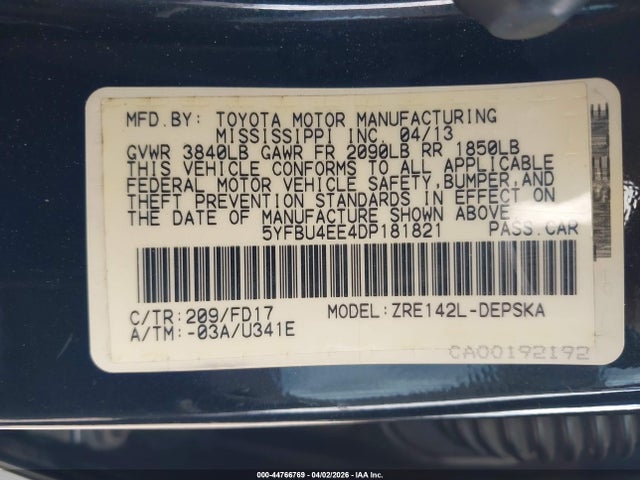 MFD.BY: TOYOTA MOTOR MANUFACTURING
MISSISSIPPI INC. 04/13
GVWR 3840LB GAWR FR 2090LB RR 1850LB
THIS VEHICLE CONFORMS TO ALL APPLICABLE
FEDERAL MOTOR VEHICLE SAFETY,BUMPER,AND
THEFT PREVENTION STANDARDS IN EFFECT ON
THE DATE OF MANUFACTURE SHOWN ABOVE.
5YFBU4EE4DP181821 PASS.CAR
C/TR:209/FD17 MODEL:ZRE142L-DEPSKA
A/TM:-03A/U341E
CA00192192
000-44766769 - 04/02/2026 - IAA Inc.